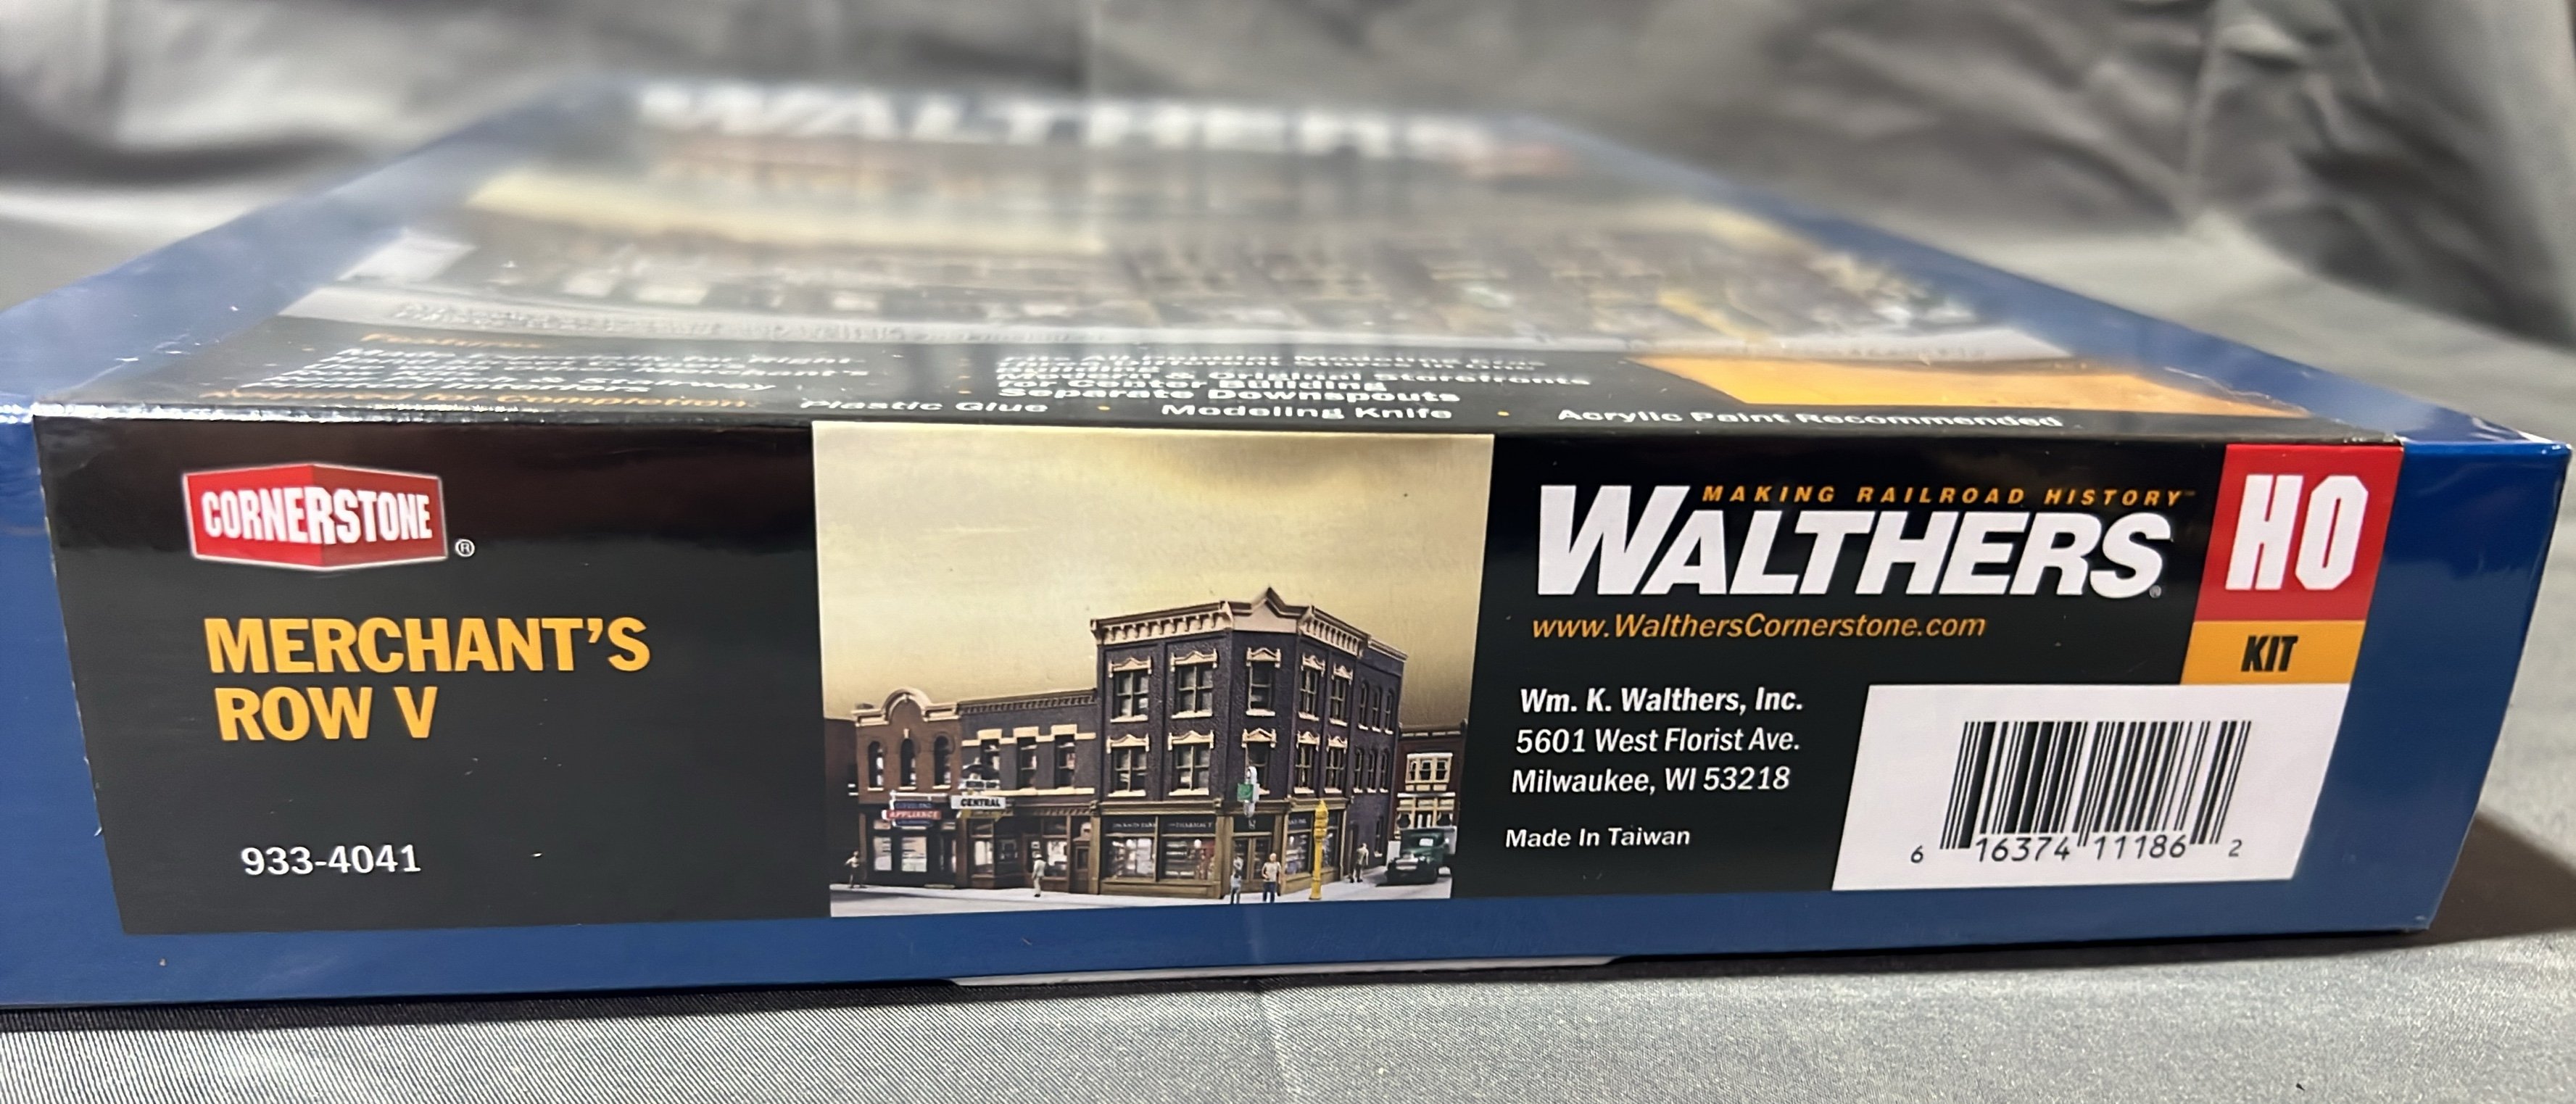 WALTHERS
Plastic Glue • Modeling Knife • Acrylic Paint Recommended
for Center Building
Separate Downspouts
CORNERSTONE®
MERCHANT'S
ROW V
933-4041
CENTRAL
APPLIANCE
MAKING RAILROAD HISTORY™
WALTHERS®
www.WalthersCornerstone.com
Wm. K. Walthers, Inc.
5601 West Florist Ave.
Milwaukee, WI 53218
Made In Taiwan
HO
KIT
6 16374 11186 2